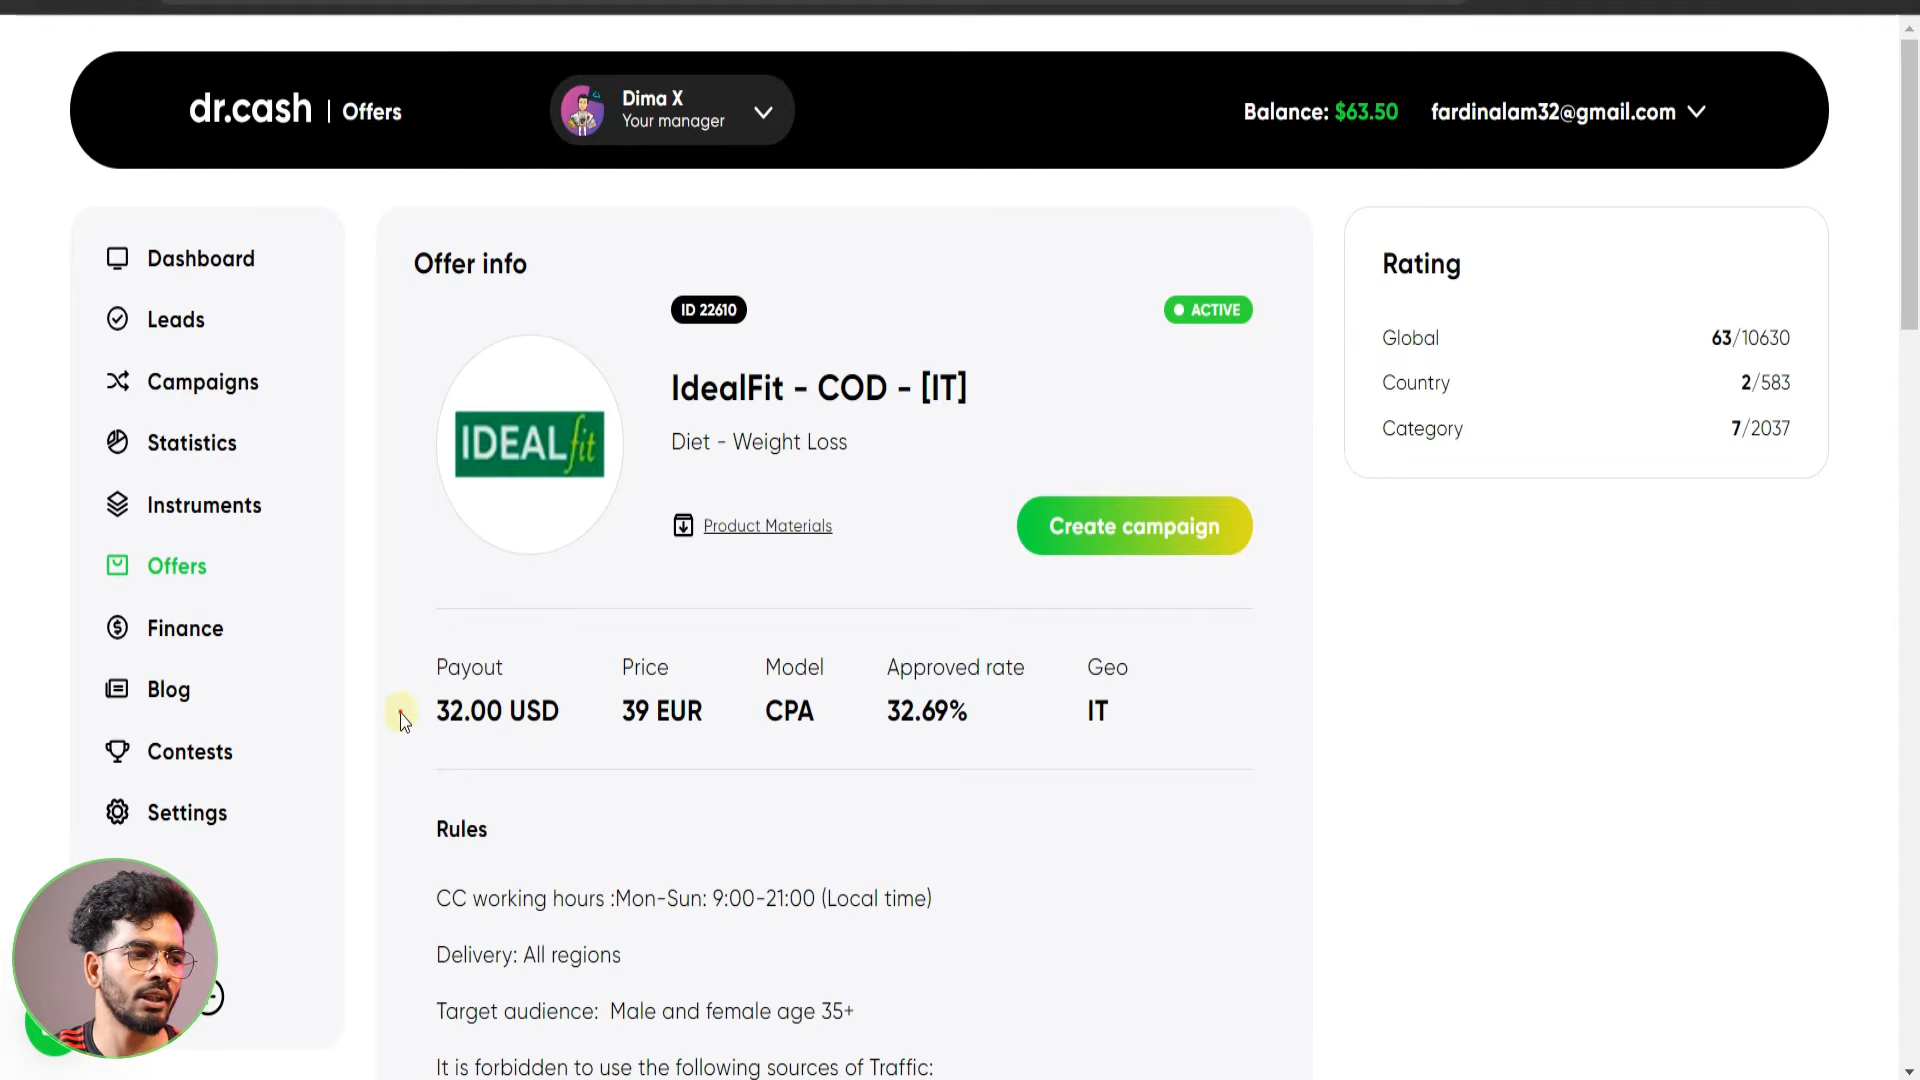 dr.cash | Offers
Dima X
Your manager
Balance: $63.50
fardinalam32@gmail.com
Dashboard
Leads
Campaigns
Statistics
Instruments
Offers
Finance
Blog
Contests
Settings
Offer info
ID 22610
ACTIVE
IDEALfit
IdealFit - COD - [IT]
Diet - Weight Loss
Product Materials
Create campaign
Payout
32.00 USD
Price
39 EUR
Model
CPA
Approved rate
32.69%
Geo
IT
Rules
CC working hours :Mon-Sun: 9:00-21:00 (Local time)
Delivery: All regions
Target audience:  Male and female age 35+
It is forbidden to use the following sources of Traffic:
Rating
Global 63/10630
Country 2/583
Category 7/2037